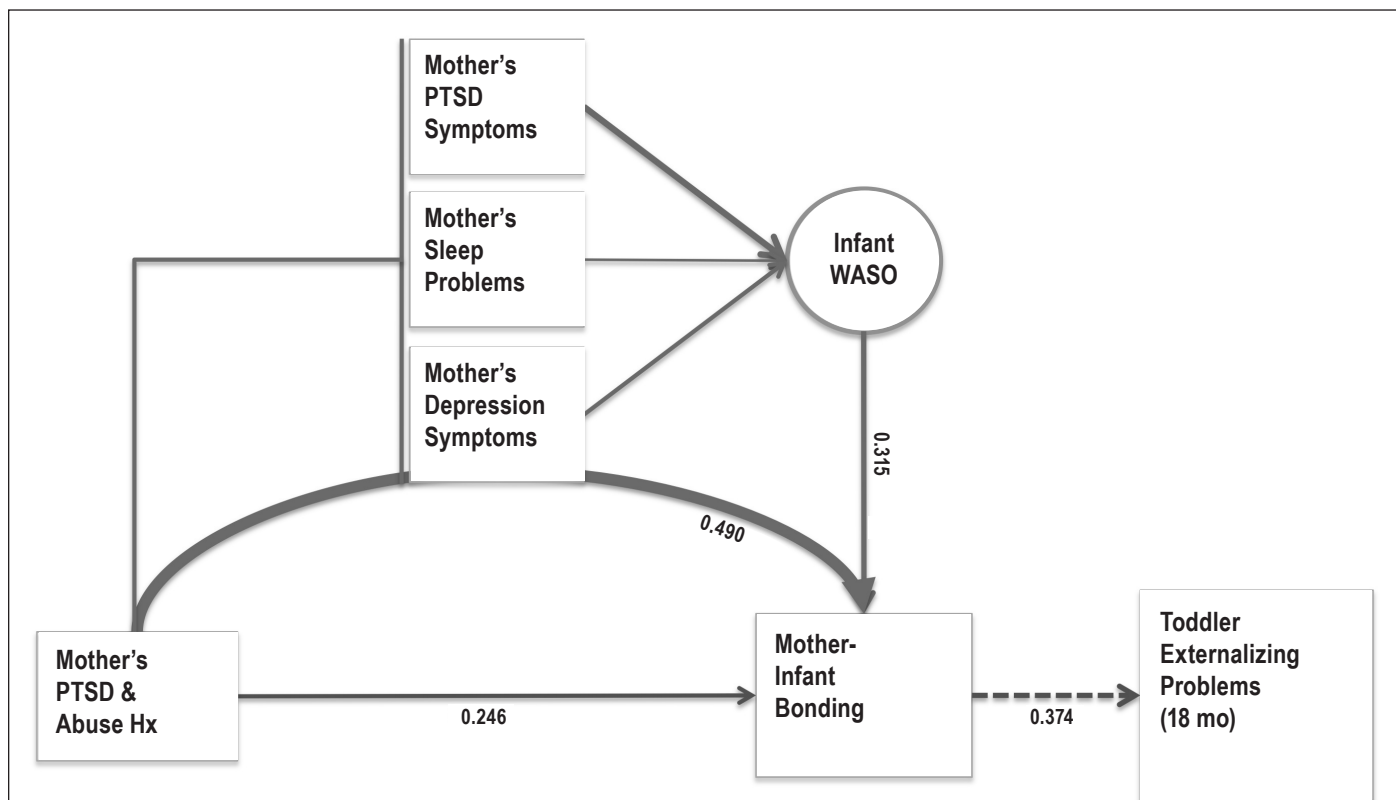 Mother's
PTSD
Symptoms
Mother's
Sleep
Problems
Infant
WASO
Mother's
Depression
Symptoms
0.315
0.490
Mother's
PTSD &
Abuse Hx
0.246
Mother-
Infant
Bonding
0.374
Toddler
Externalizing
Problems
(18 mo)